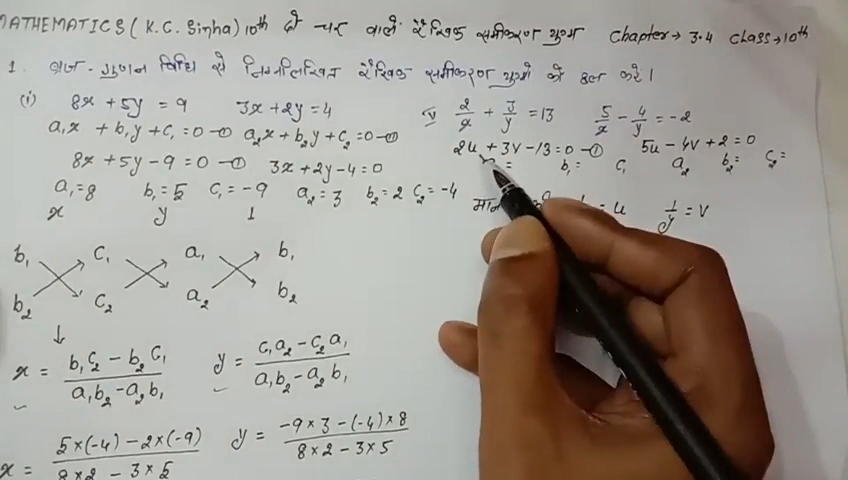 MATHEMATICS ( K.C. Sinha) 10th दो चर वाले रैखिक समीकरण युग्म Chapter → 3.4 Class → 10th
1. बज्र-गुणन विधि से निम्नलिखित रैखिक समीकरण युग्मों को हल करें।
(i) 8x + 5y = 9 3x + 2y = 4
a₁x + b₁y + c₁ = 0 -① a₂x + b₂y + c₂ = 0 -①
8x + 5y - 9 = 0 -① 3x + 2y - 4 = 0
a₁ = 8 b₁ = 5 c₁ = -9 a₂ = 3 b₂ = 2 c₂ = -4
x y 1
b₁ c₁ a₁ b₁
b₂ c₂ a₂ b₂
x = (b₁c₂ - b₂c₁)/(a₁b₂ - a₂b₁) y = (c₁a₂ - c₂a₁)/(a₁b₂ - a₂b₁)
x = (5×(-4) - 2×(-9))/(8×2 - 3×5) y = (-9×3 - (-4)×8)/(8×2 - 3×5)
v 2/x + 3/y = 13 5/x - 4/y = -2
2u + 3v - 13 = 0 -① 5u - 4v + 2 = 0
= b₁ = c₁ a₂ b₂ = c₂ =
मान = u 1/y = v